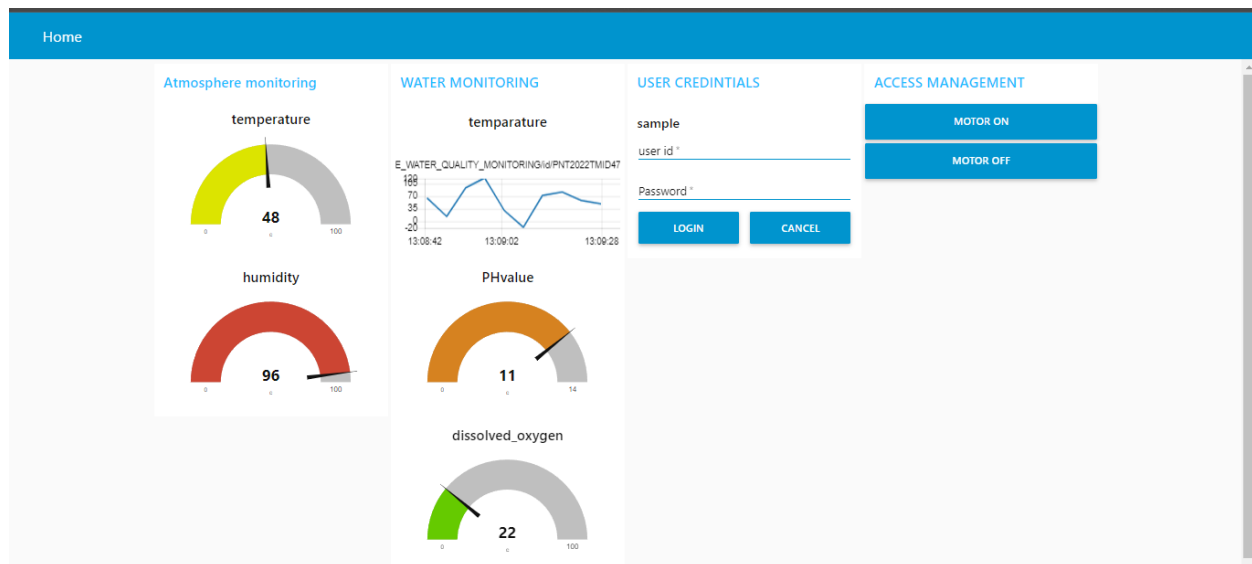 Home
Atmosphere monitoring
temperature
48
0
c
100
humidity
96
0
c
100
WATER MONITORING
temparature
E_WATER_QUALITY_MONITORING/id/PNT2022TMID47
120
105
70
35
0
-20
13:08:42 13:09:02 13:09:28
PHvalue
11
0
c
14
dissolved_oxygen
22
0
c
100
USER CREDINTIALS
sample
user id *
Password *
LOGIN CANCEL
ACCESS MANAGEMENT
MOTOR ON
MOTOR OFF